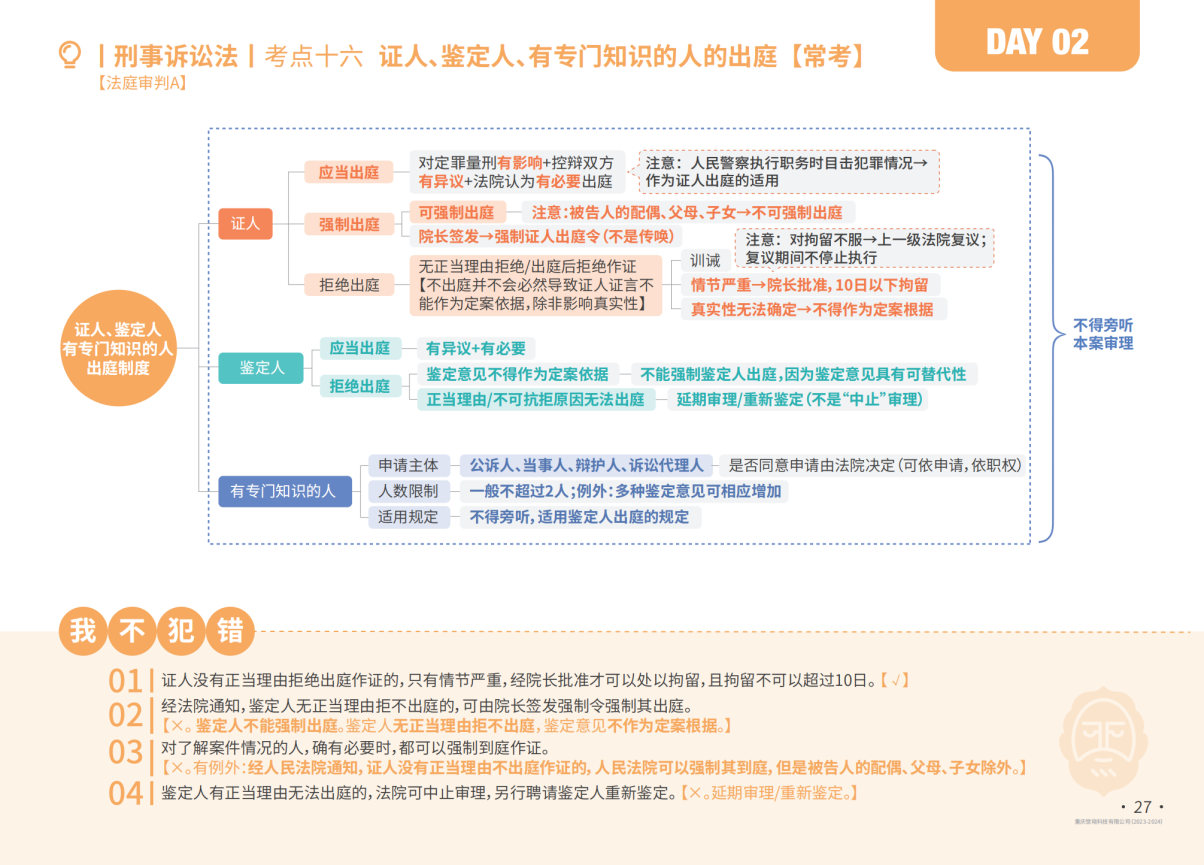 DAY 02
|刑事诉讼法|考点十六 证人、鉴定人、有专门知识的人的出庭【常考】
【法庭审判A】
证人、鉴定人
有专门知识的人
出庭制度
证人
应当出庭
对定罪量刑有影响+控辩双方
有异议+法院认为有必要出庭
注意：人民警察执行职务时目击犯罪情况→
作为证人出庭的适用
强制出庭
可强制出庭
注意：被告人的配偶、父母、子女→不可强制出庭
院长签发→强制证人出庭令（不是传唤）
拒绝出庭
无正当理由拒绝/出庭后拒绝作证
【不出庭并不会必然导致证人证言不
能作为定案依据，除非影响真实性】
训诫
注意：对拘留不服→上一级法院复议；
复议期间不停止执行
情节严重→院长批准，10日以下拘留
真实性无法确定→不得作为定案根据
鉴定人
应当出庭
有异议+有必要
拒绝出庭
鉴定意见不得作为定案依据
不能强制鉴定人出庭，因为鉴定意见具有可替代性
正当理由/不可抗拒原因无法出庭
延期审理/重新鉴定（不是“中止”审理）
有专门知识的人
申请主体
公诉人、当事人、辩护人、诉讼代理人
是否同意申请由法院决定（可依申请，依职权）
人数限制
一般不超过2人；例外：多种鉴定意见可相应增加
适用规定
不得旁听，适用鉴定人出庭的规定
不得旁听
本案审理
我不犯错
01 证人没有正当理由拒绝出庭作证的，只有情节严重，经院长批准才可以处以拘留，且拘留不可以超过10日。【√】
02 经法院通知，鉴定人无正当理由拒不出庭的，可由院长签发强制令强制其出庭。
【×。鉴定人不能强制出庭。鉴定人无正当理由拒不出庭，鉴定意见不作为定案根据。】
03 对了解案件情况的人，确有必要时，都可以强制到庭作证。
【×。有例外：经人民法院通知，证人没有正当理由不出庭作证的，人民法院可以强制其到庭，但是被告人的配偶、父母、子女除外。】
04 鉴定人有正当理由无法出庭的，法院可中止审理，另行聘请鉴定人重新鉴定。【×。延期审理/重新鉴定。】
· 27 ·